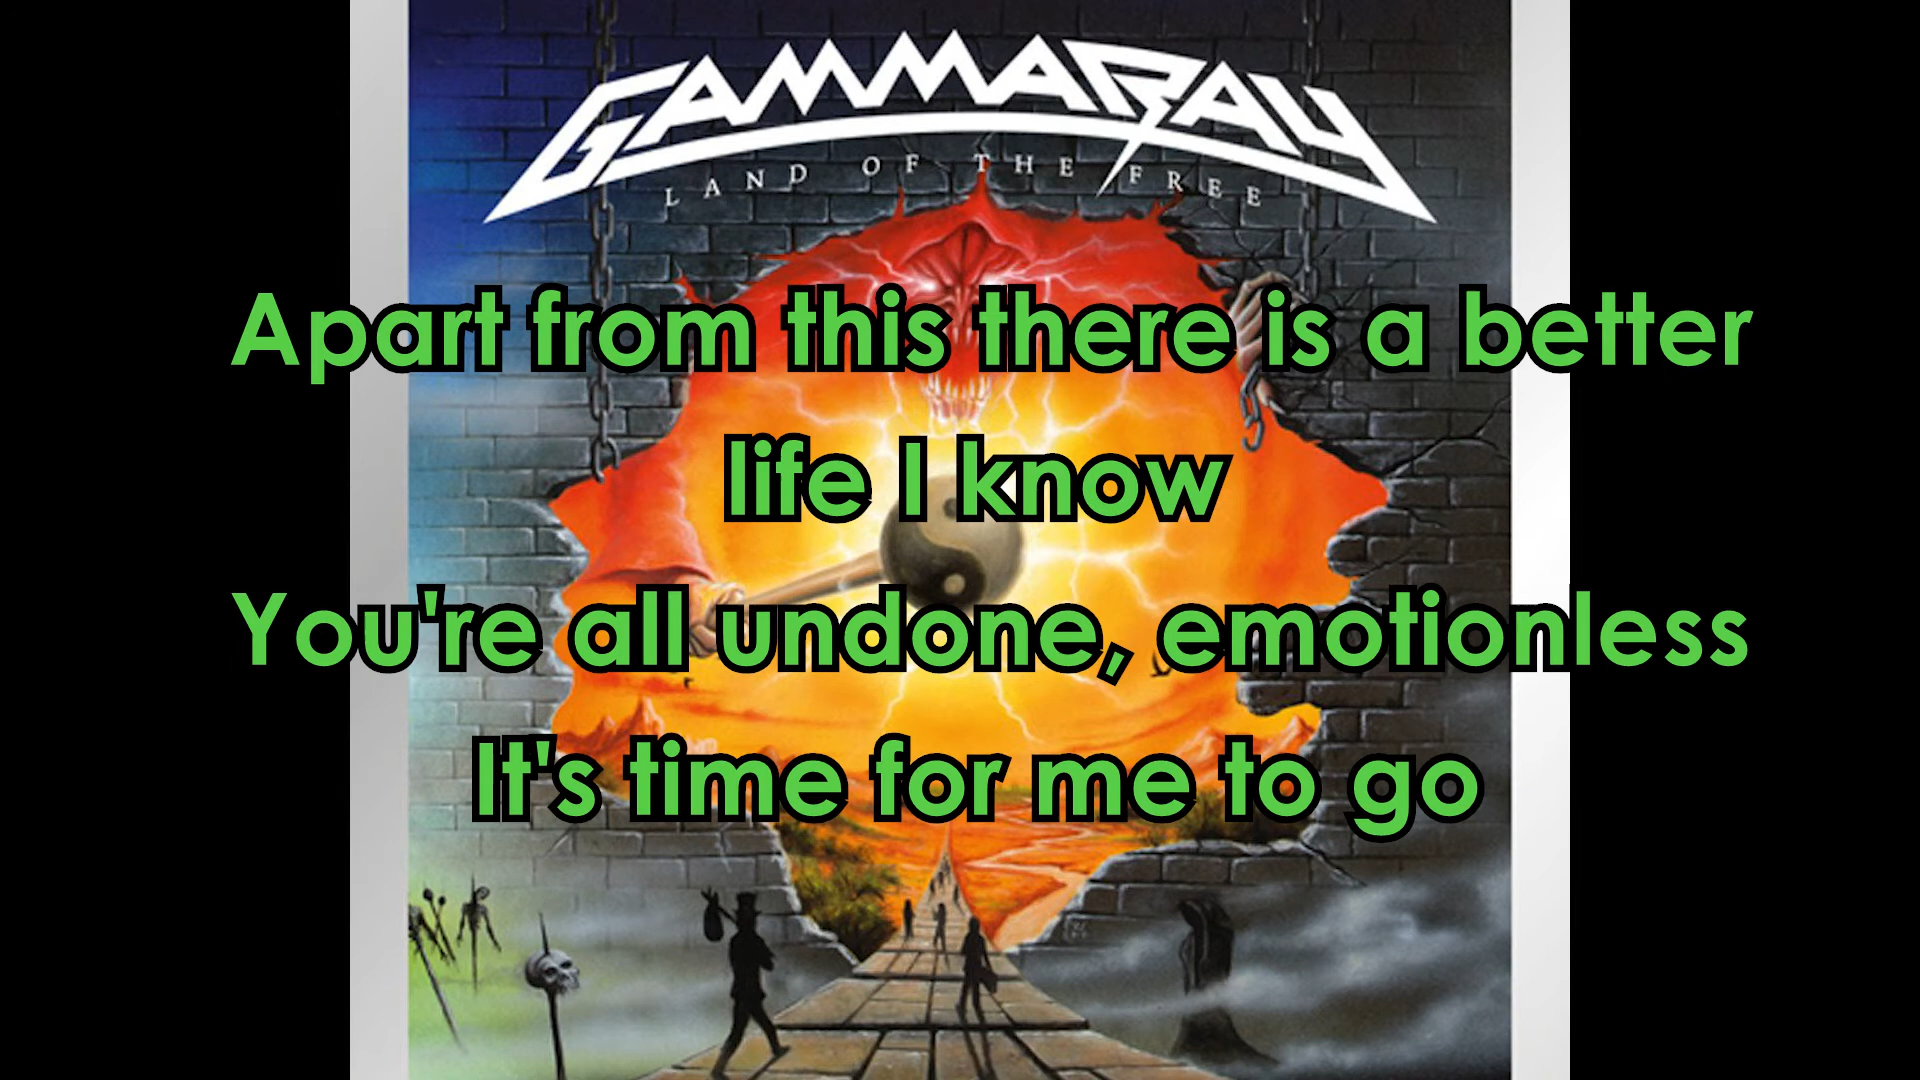 GAMMARAY
LAND OF THE FREE
Apart from this there is a better
life I know
You're all undone, emotionless
It's time for me to go